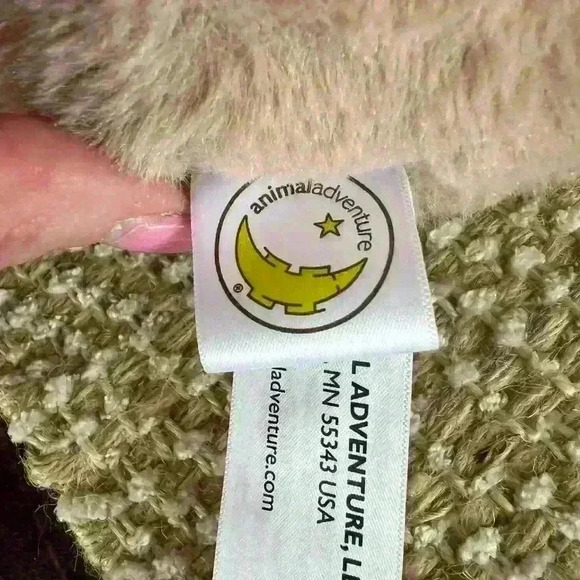 animaladventure
®
L ADVENTURE, L
, MN 55343 USA
ladventure.com